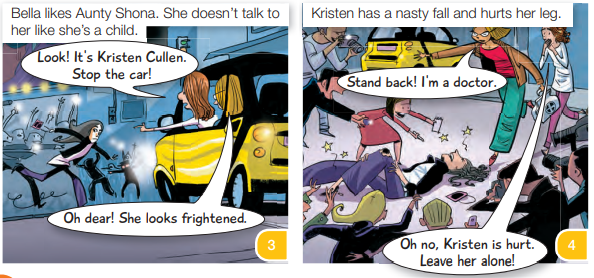 Bella likes Aunty Shona. She doesn't talk to
her like she's a child.
Look! It's Kristen Cullen.
Stop the car!
Oh dear! She looks frightened.
3
Kristen has a nasty fall and hurts her leg.
Stand back! I'm a doctor.
Oh no, Kristen is hurt.
Leave her alone!
4